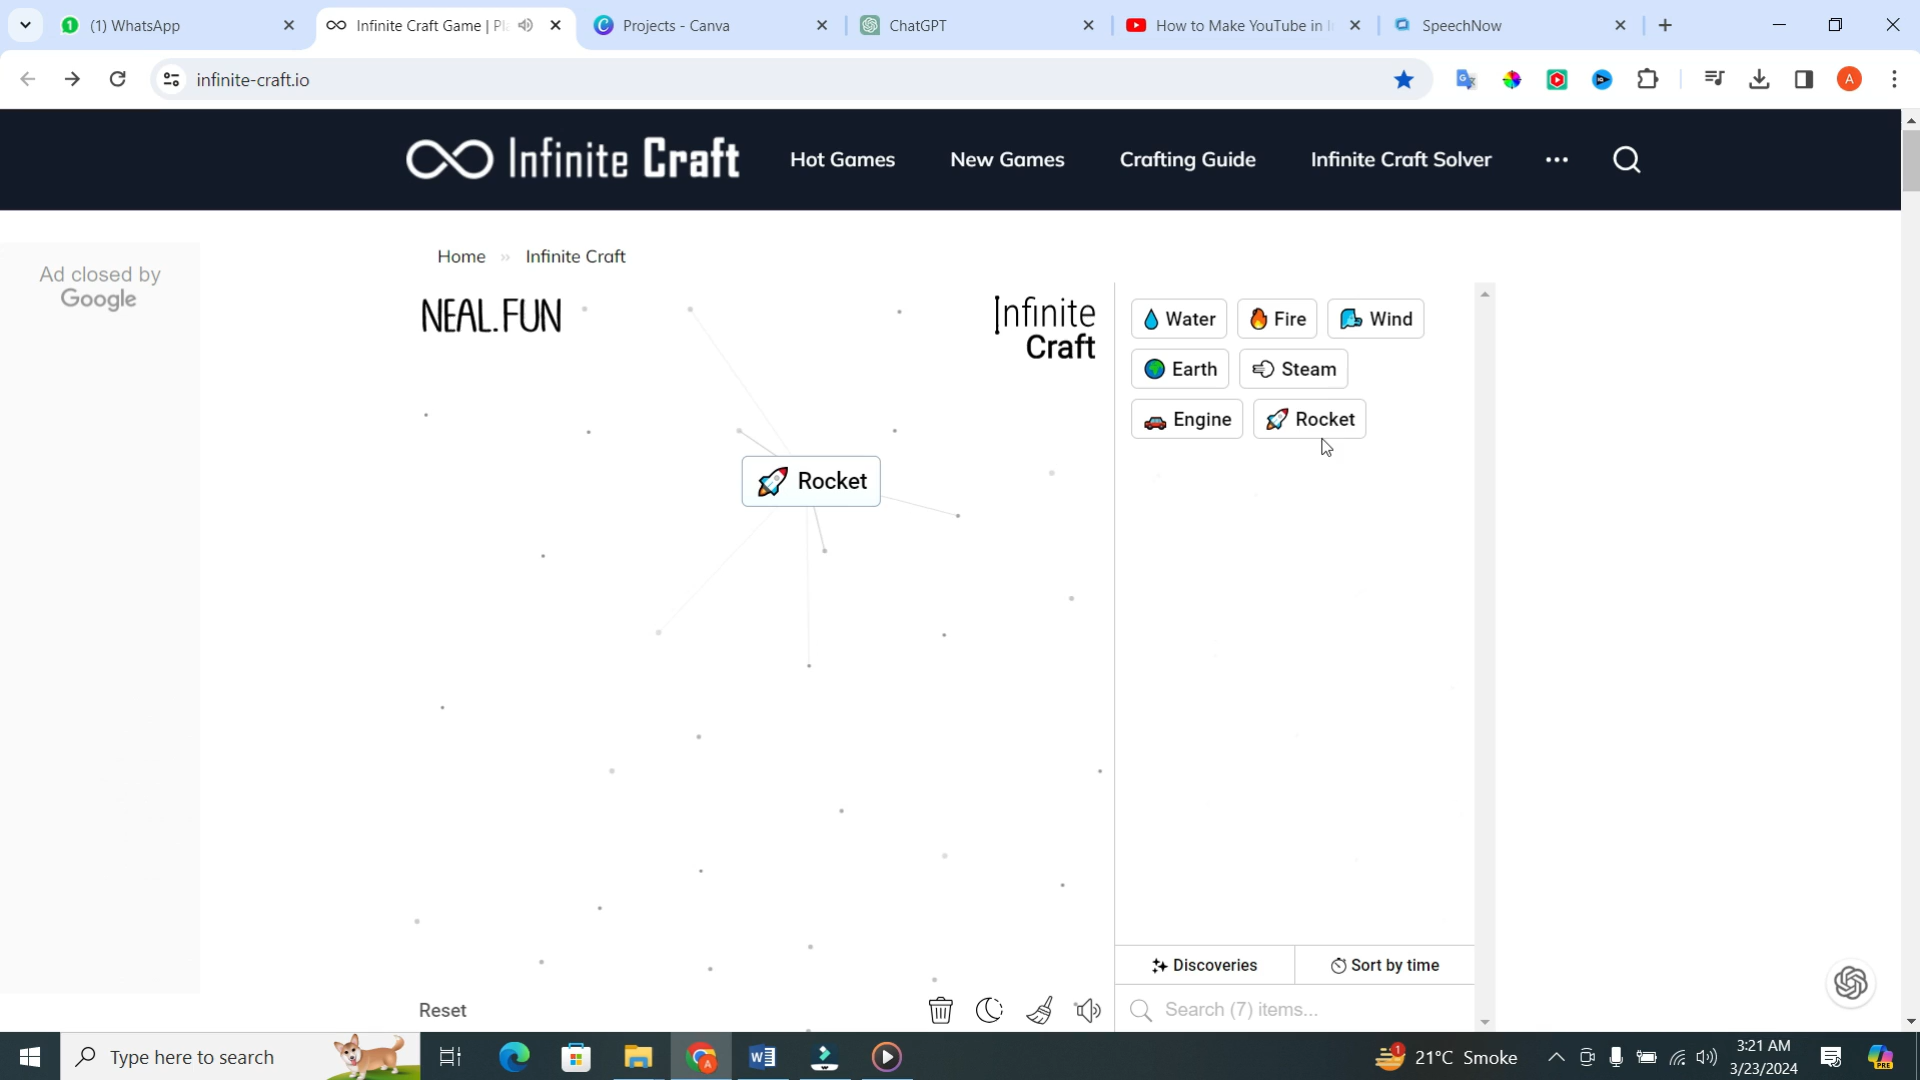 (1) WhatsApp
Infinite Craft Game | Pl
Projects - Canva
ChatGPT
How to Make YouTube in I
SpeechNow
infinite-craft.io
A
Infinite Craft
Hot Games
New Games
Crafting Guide
Infinite Craft Solver
Home » Infinite Craft
Ad closed by
Google
NEAL.FUN
Infinite
Craft
Water
Fire
Wind
Earth
Steam
Engine
Rocket
Rocket
Discoveries
Sort by time
Reset
Search (7) items...
Type here to search
21°C Smoke
3:21 AM
3/23/2024